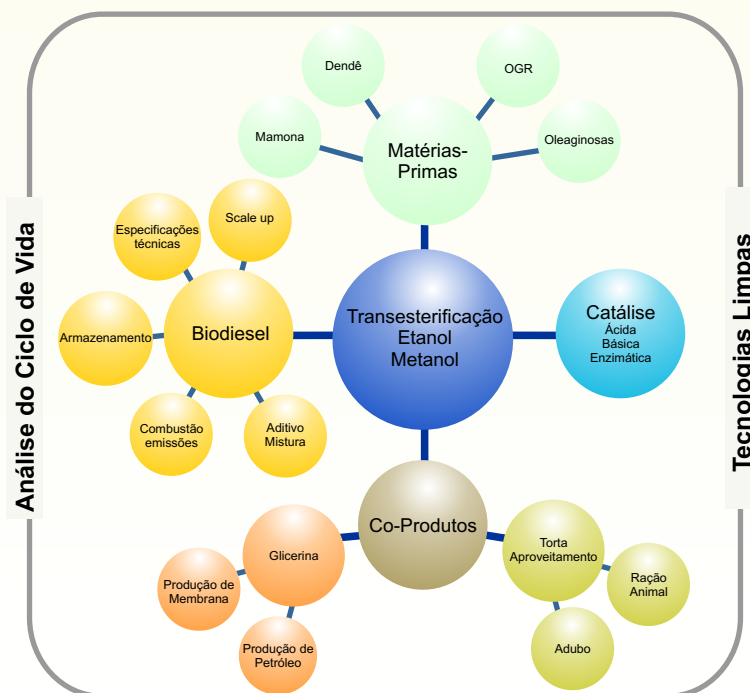 Dendê
OGR
Mamona
Oleaginosas
Matérias-
Primas
Scale up
Especificações
técnicas
Armazenamento
Biodiesel
Combustão
emissões
Aditivo
Mistura
Transesterificação
Etanol
Metanol
Catálise
Ácida
Básica
Enzimática
Análise do Ciclo de Vida
Tecnologias Limpas
Co-Produtos
Glicerina
Produção de
Membrana
Produção de
Petróleo
Torta
Aproveitamento
Ração
Animal
Adubo